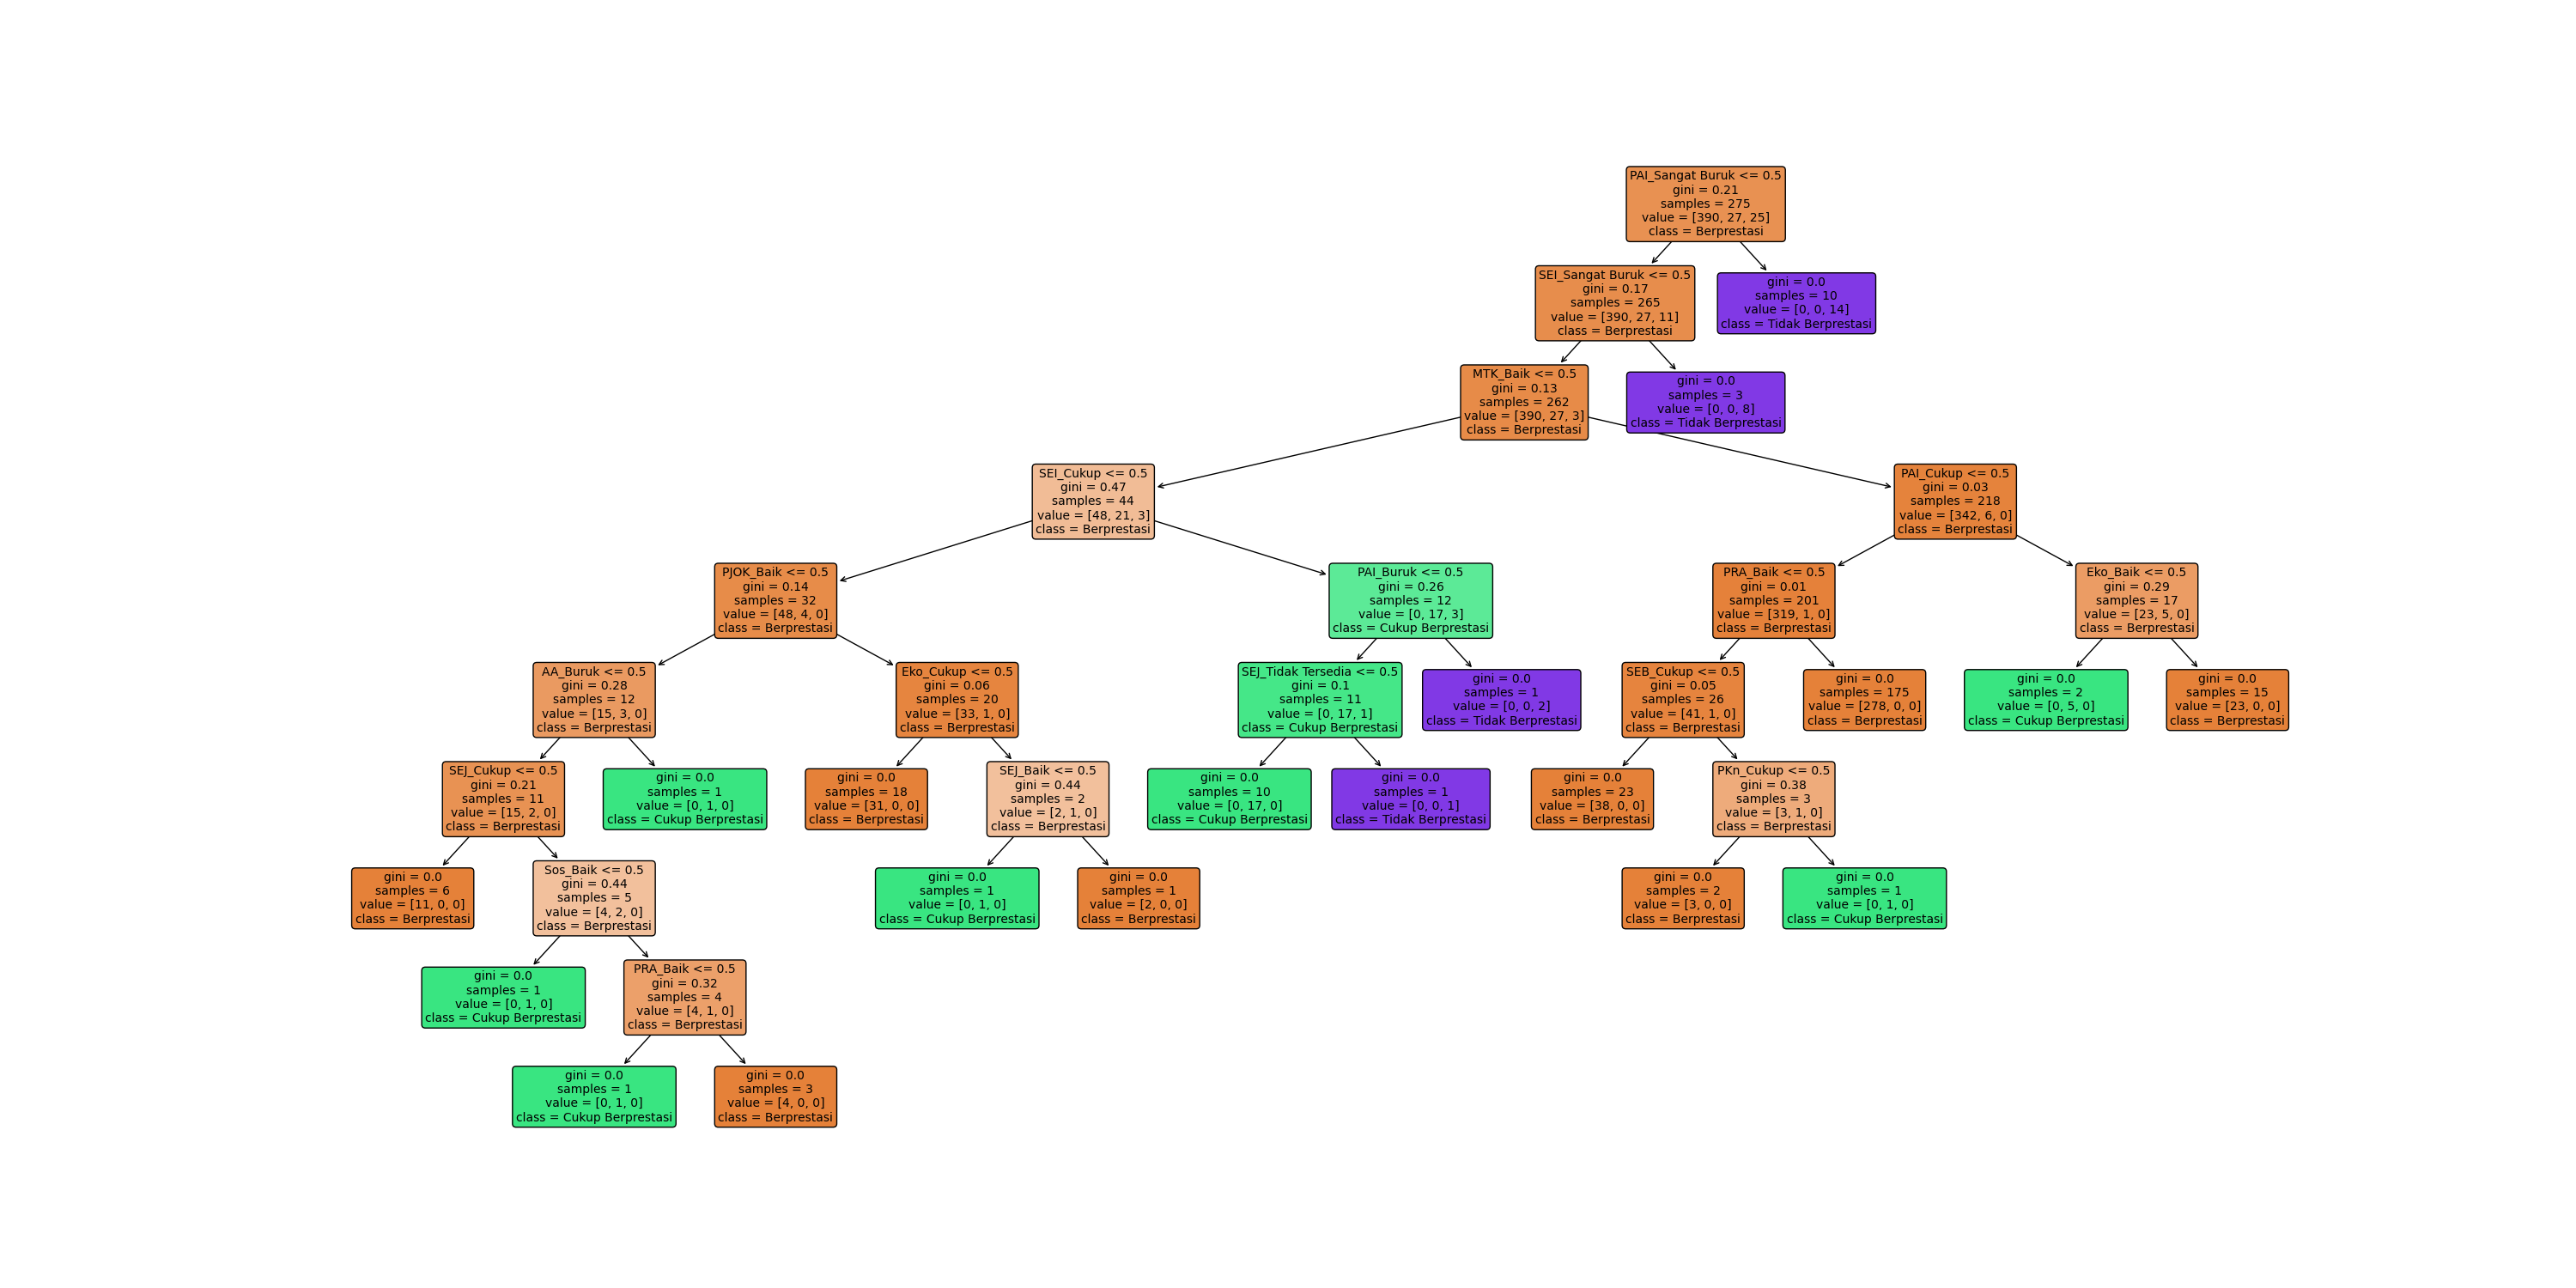 PAI_Sangat Buruk <= 0.5
gini = 0.21
samples = 275
value = [390, 27, 25]
class = Berprestasi
SEI_Sangat Buruk <= 0.5
gini = 0.17
samples = 265
value = [390, 27, 11]
class = Berprestasi
gini = 0.0
samples = 10
value = [0, 0, 14]
class = Tidak Berprestasi
MTK_Baik <= 0.5
gini = 0.13
samples = 262
value = [390, 27, 3]
class = Berprestasi
gini = 0.0
samples = 3
value = [0, 0, 8]
class = Tidak Berprestasi
SEI_Cukup <= 0.5
gini = 0.47
samples = 44
value = [48, 21, 3]
class = Berprestasi
PAI_Cukup <= 0.5
gini = 0.03
samples = 218
value = [342, 6, 0]
class = Berprestasi
PJOK_Baik <= 0.5
gini = 0.14
samples = 32
value = [48, 4, 0]
class = Berprestasi
PAI_Buruk <= 0.5
gini = 0.26
samples = 12
value = [0, 17, 3]
class = Cukup Berprestasi
PRA_Baik <= 0.5
gini = 0.01
samples = 201
value = [319, 1, 0]
class = Berprestasi
Eko_Baik <= 0.5
gini = 0.29
samples = 17
value = [23, 5, 0]
class = Berprestasi
AA_Buruk <= 0.5
gini = 0.28
samples = 12
value = [15, 3, 0]
class = Berprestasi
Eko_Cukup <= 0.5
gini = 0.06
samples = 20
value = [33, 1, 0]
class = Berprestasi
SEJ_Tidak Tersedia <= 0.5
gini = 0.1
samples = 11
value = [0, 17, 1]
class = Cukup Berprestasi
gini = 0.0
samples = 1
value = [0, 0, 2]
class = Tidak Berprestasi
SEB_Cukup <= 0.5
gini = 0.05
samples = 26
value = [41, 1, 0]
class = Berprestasi
gini = 0.0
samples = 175
value = [278, 0, 0]
class = Berprestasi
gini = 0.0
samples = 2
value = [0, 5, 0]
class = Cukup Berprestasi
gini = 0.0
samples = 15
value = [23, 0, 0]
class = Berprestasi
SEJ_Cukup <= 0.5
gini = 0.21
samples = 11
value = [15, 2, 0]
class = Berprestasi
gini = 0.0
samples = 1
value = [0, 1, 0]
class = Cukup Berprestasi
gini = 0.0
samples = 18
value = [31, 0, 0]
class = Berprestasi
SEJ_Baik <= 0.5
gini = 0.44
samples = 2
value = [2, 1, 0]
class = Berprestasi
gini = 0.0
samples = 10
value = [0, 17, 0]
class = Cukup Berprestasi
gini = 0.0
samples = 1
value = [0, 0, 1]
class = Tidak Berprestasi
gini = 0.0
samples = 23
value = [38, 0, 0]
class = Berprestasi
PKn_Cukup <= 0.5
gini = 0.38
samples = 3
value = [3, 1, 0]
class = Berprestasi
gini = 0.0
samples = 6
value = [11, 0, 0]
class = Berprestasi
Sos_Baik <= 0.5
gini = 0.44
samples = 5
value = [4, 2, 0]
class = Berprestasi
gini = 0.0
samples = 1
value = [0, 1, 0]
class = Cukup Berprestasi
gini = 0.0
samples = 1
value = [2, 0, 0]
class = Berprestasi
gini = 0.0
samples = 2
value = [3, 0, 0]
class = Berprestasi
gini = 0.0
samples = 1
value = [0, 1, 0]
class = Cukup Berprestasi
gini = 0.0
samples = 1
value = [0, 1, 0]
class = Cukup Berprestasi
PRA_Baik <= 0.5
gini = 0.32
samples = 4
value = [4, 1, 0]
class = Berprestasi
gini = 0.0
samples = 1
value = [0, 1, 0]
class = Cukup Berprestasi
gini = 0.0
samples = 3
value = [4, 0, 0]
class = Berprestasi